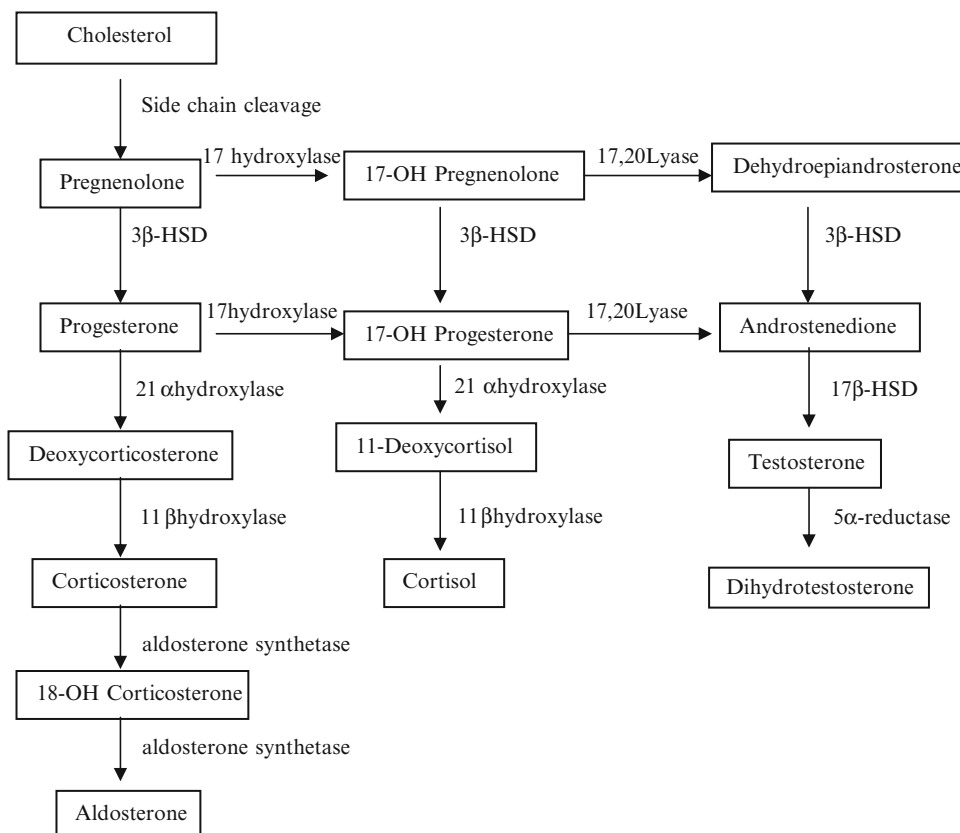 Cholesterol
Side chain cleavage
17 hydroxylase
17,20Lyase
Pregnenolone
17-OH Pregnenolone
Dehydroepiandrosterone
3β-HSD
3β-HSD
3β-HSD
17hydroxylase
17,20Lyase
Progesterone
17-OH Progesterone
Androstenedione
21 αhydroxylase
21 αhydroxylase
17β-HSD
Deoxycorticosterone
11-Deoxycortisol
Testosterone
11 βhydroxylase
11 βhydroxylase
5α-reductase
Corticosterone
Cortisol
Dihydrotestosterone
aldosterone synthetase
18-OH Corticosterone
aldosterone synthetase
Aldosterone